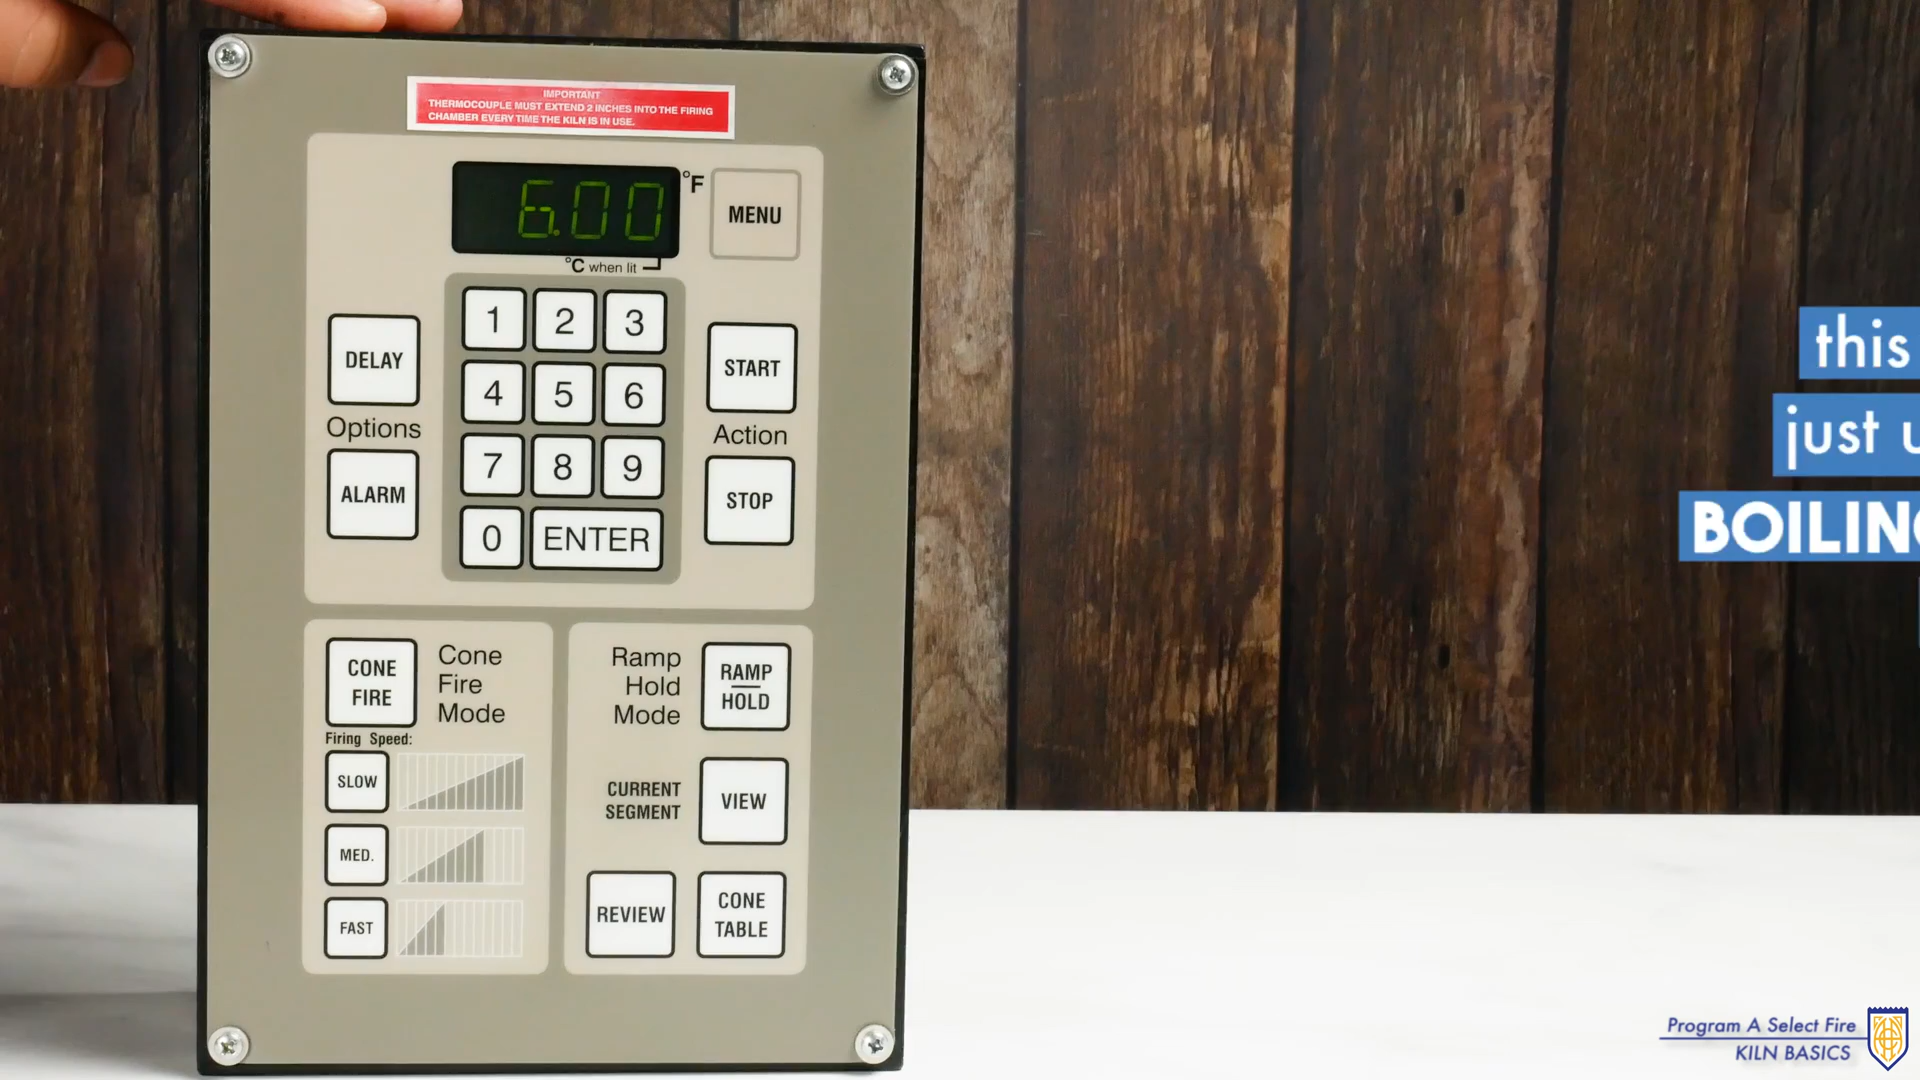 IMPORTANT
THERMOCOUPLE MUST EXTEND 2 INCHES INTO THE FIRING
CHAMBER EVERY TIME THE KILN IS IN USE.
6.00
°F
MENU
°C when lit
1 2 3
4 5 6
7 8 9
0 ENTER
DELAY
Options
ALARM
START
Action
STOP
CONE
FIRE
Cone
Fire
Mode
Firing Speed:
SLOW
MED.
FAST
Ramp
Hold
Mode
RAMP
HOLD
CURRENT
SEGMENT
VIEW
REVIEW
CONE
TABLE
this
just
Program A Select Fire
KILN BASICS